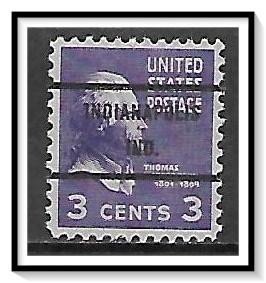 UNITED
STATES
POSTAGE
INDIANAPOLIS
IND.
THOMAS
1801-1809
3 CENTS 3